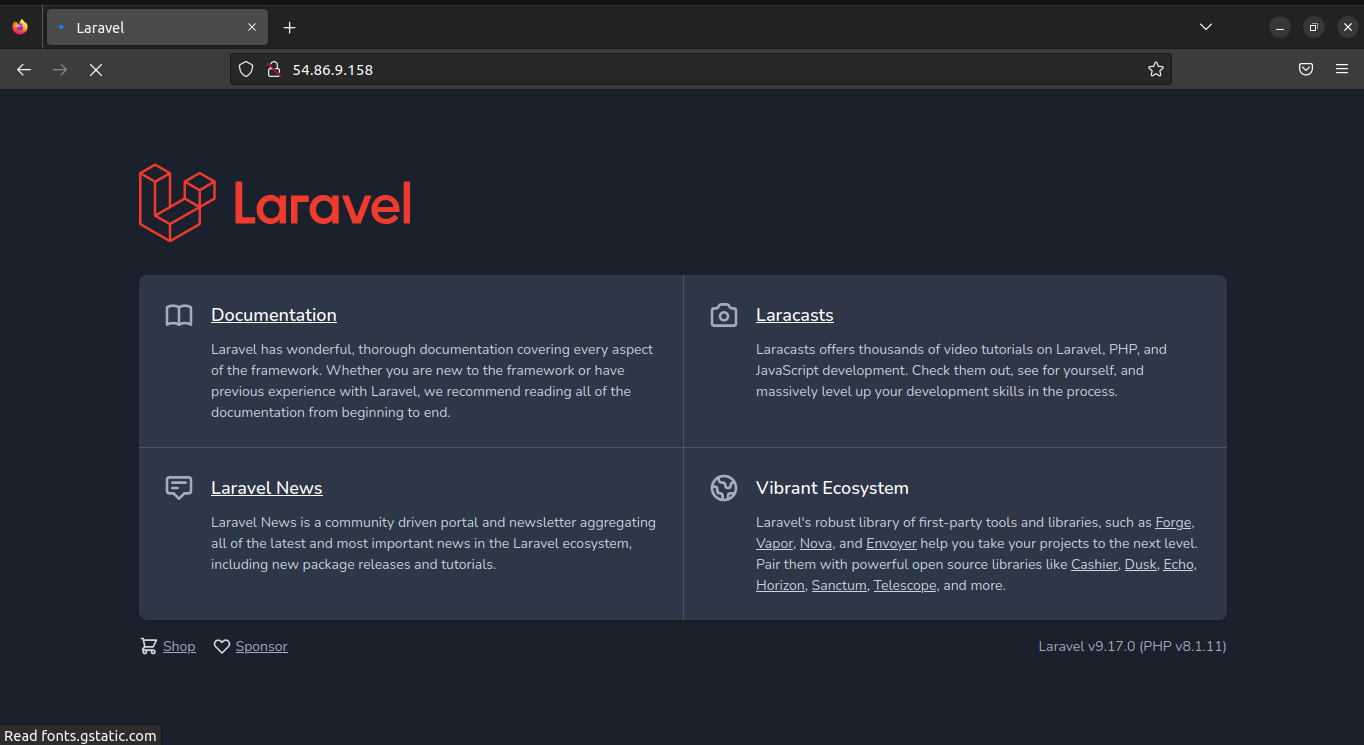 Laravel
54.86.9.158
Laravel
Documentation
Laravel has wonderful, thorough documentation covering every aspect
of the framework. Whether you are new to the framework or have
previous experience with Laravel, we recommend reading all of the
documentation from beginning to end.
Laracasts
Laracasts offers thousands of video tutorials on Laravel, PHP, and
JavaScript development. Check them out, see for yourself, and
massively level up your development skills in the process.
Laravel News
Laravel News is a community driven portal and newsletter aggregating
all of the latest and most important news in the Laravel ecosystem,
including new package releases and tutorials.
Vibrant Ecosystem
Laravel's robust library of first-party tools and libraries, such as Forge,
Vapor, Nova, and Envoyer help you take your projects to the next level.
Pair them with powerful open source libraries like Cashier, Dusk, Echo,
Horizon, Sanctum, Telescope, and more.
Shop
Sponsor
Laravel v9.17.0 (PHP v8.1.11)
Read fonts.gstatic.com